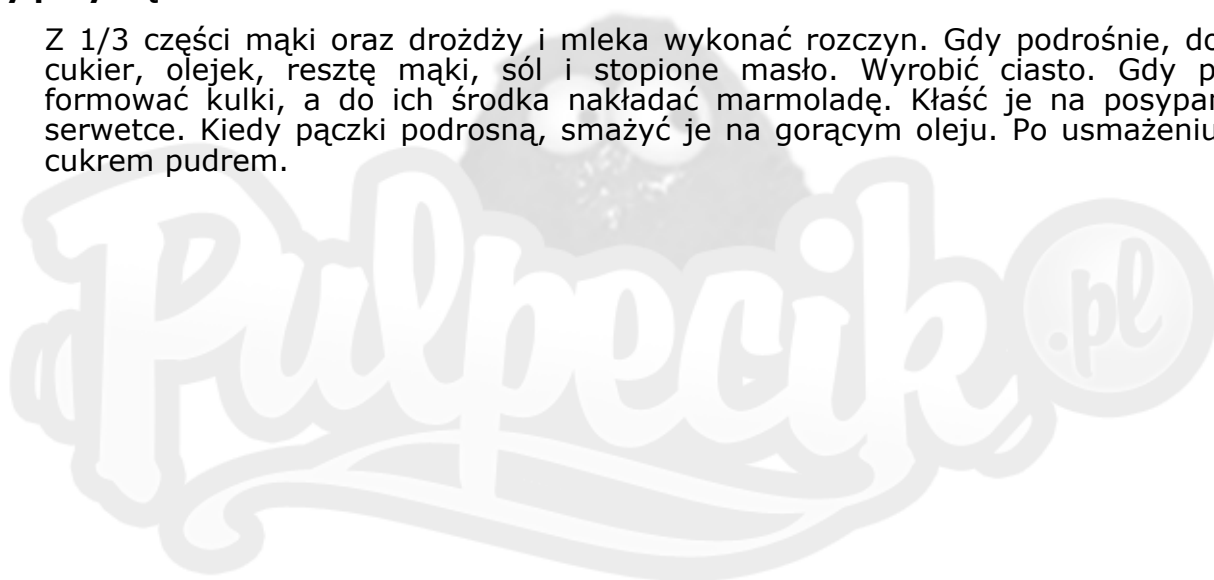 Z 1/3 części mąki oraz drożdży i mleka wykonać rozczyn. Gdy podrośnie,
cukier, olejek, resztę mąki, sól i stopione masło. Wyrobić ciasto. Gdy
formować kulki, a do ich środka nakładać marmoladę. Kłaść je na
serwetce. Kiedy pączki podrosną, smażyć je na gorącym oleju. Po usmażeniu
cukrem pudrem.
Pulpecik.pl